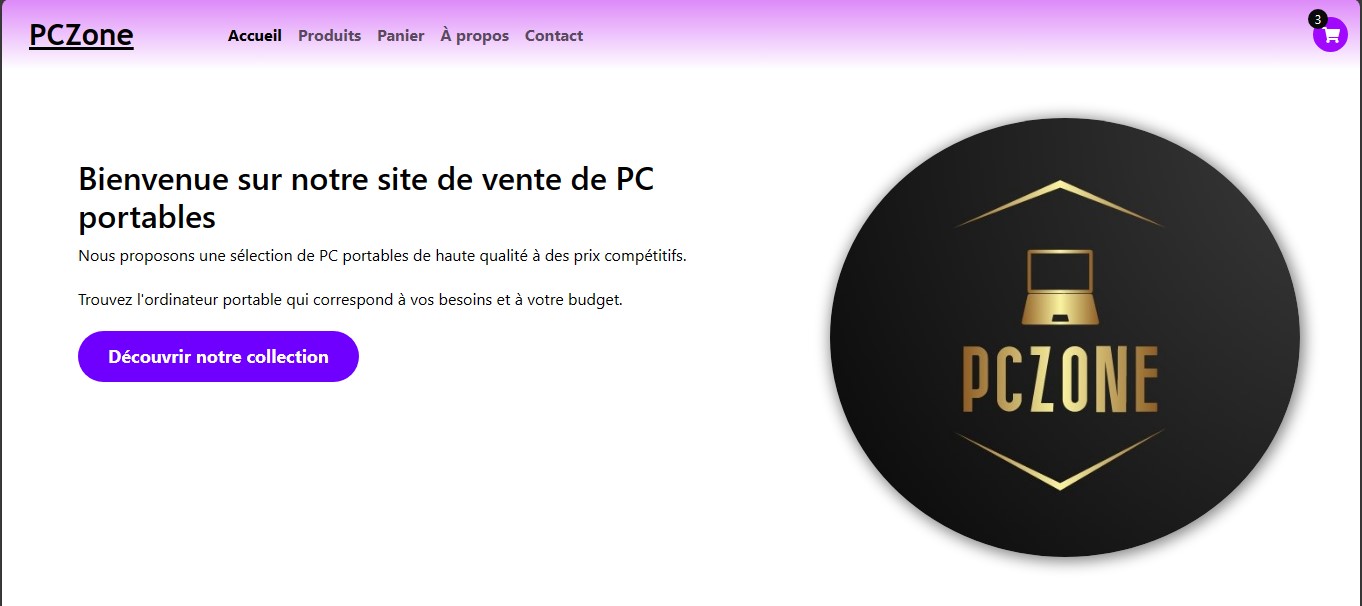 PCZone
Accueil Produits Panier À propos Contact
3
Bienvenue sur notre site de vente de PC
portables
Nous proposons une sélection de PC portables de haute qualité à des prix compétitifs.
Trouvez l'ordinateur portable qui correspond à vos besoins et à votre budget.
Découvrir notre collection
PCZONE